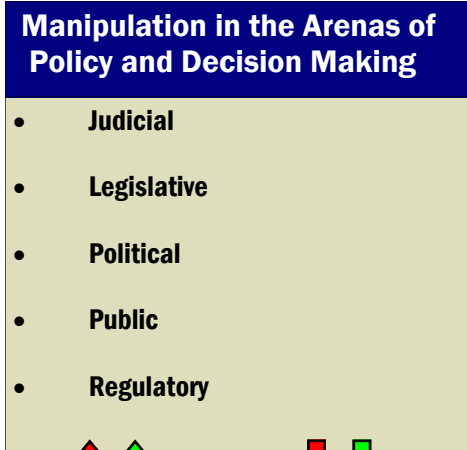 Manipulation in the Arenas of
Policy and Decision Making
• Judicial
• Legislative
• Political
• Public
• Regulatory